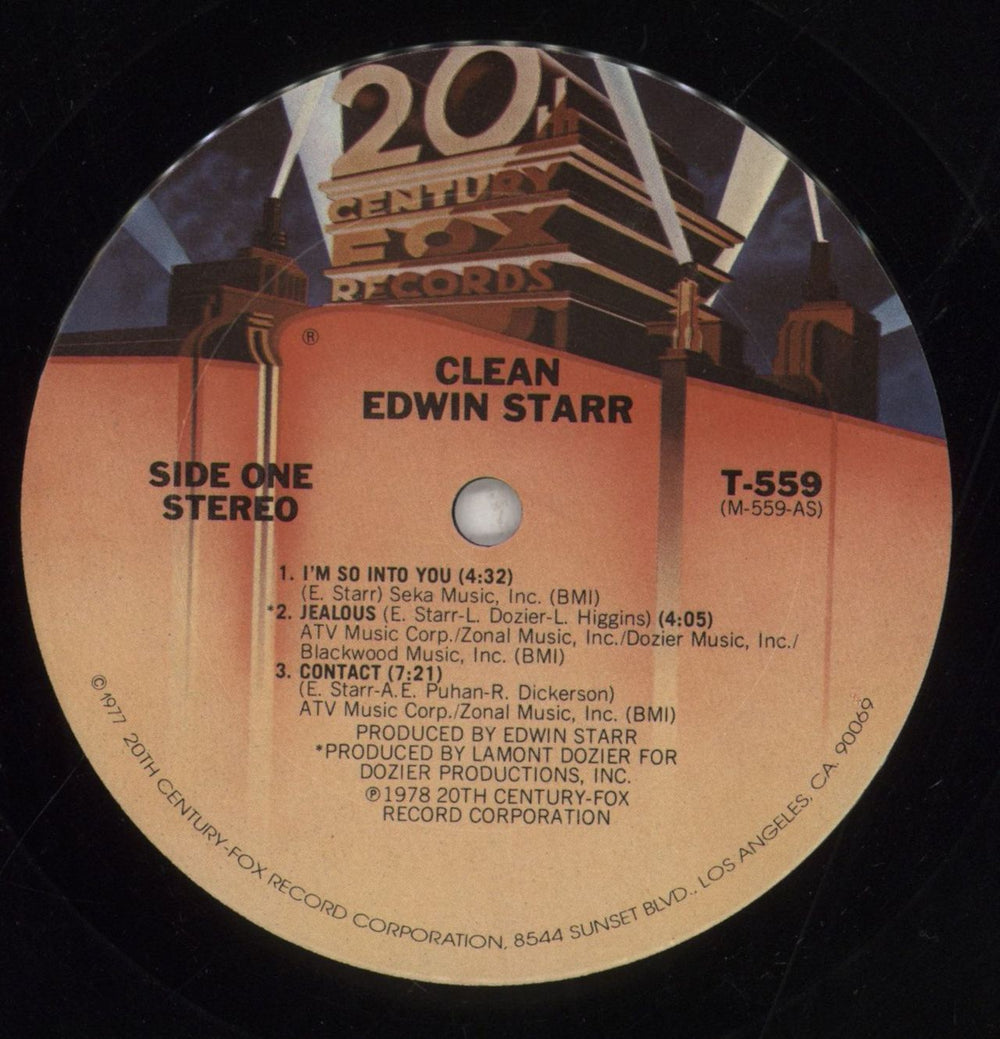 20th
CENTURY
FOX
RECORDS
®
CLEAN
EDWIN STARR
SIDE ONE
STEREO
T-559
(M-559-AS)
1. I'M SO INTO YOU (4:32)
(E. Starr) Seka Music, Inc. (BMI)
*2. JEALOUS (E. Starr-L. Dozier-L. Higgins) (4:05)
ATV Music Corp./Zonal Music, Inc./Dozier Music, Inc./
Blackwood Music, Inc. (BMI)
3. CONTACT (7:21)
(E. Starr-A.E. Puhan-R. Dickerson)
ATV Music Corp./Zonal Music, Inc. (BMI)
PRODUCED BY EDWIN STARR
*PRODUCED BY LAMONT DOZIER FOR
DOZIER PRODUCTIONS, INC.
℗1978 20TH CENTURY-FOX
RECORD CORPORATION
© 1977 20TH CENTURY-FOX RECORD CORPORATION, 8544 SUNSET BLVD., LOS ANGELES, CA. 90069